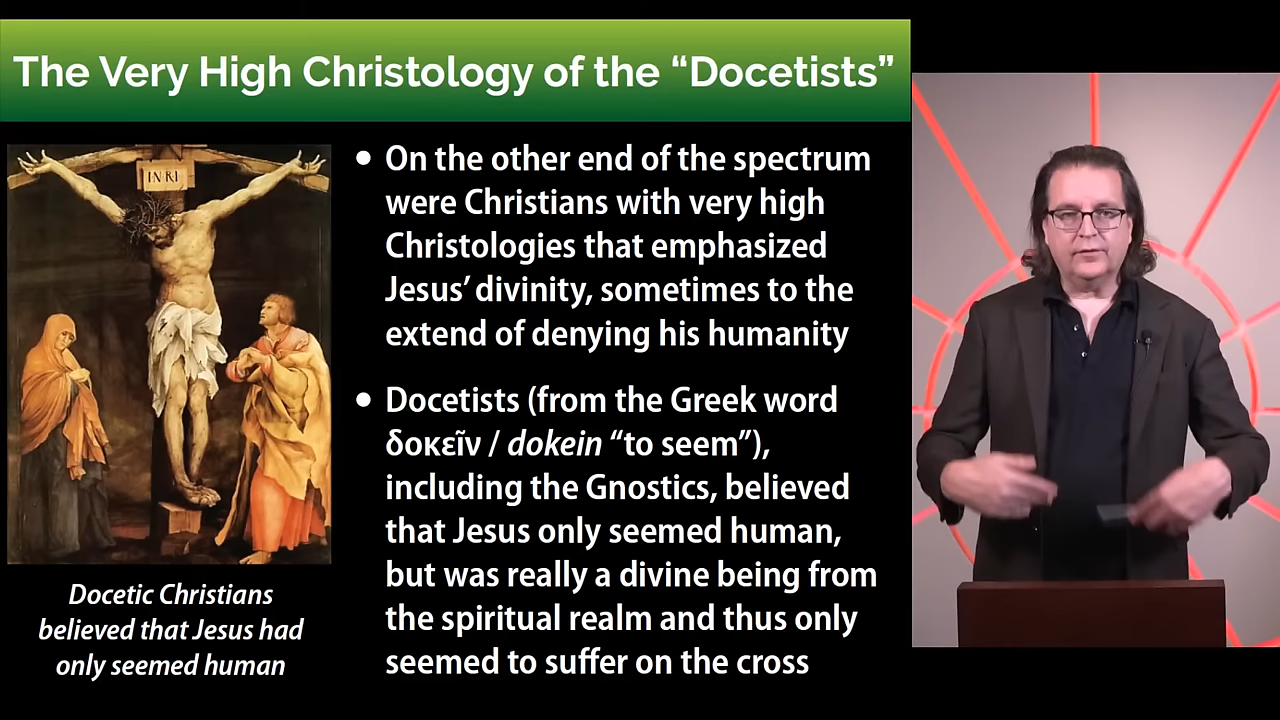 The Very High Christology of the “Docetists”
INRI
• On the other end of the spectrum
were Christians with very high
Christologies that emphasized
Jesus’ divinity, sometimes to the
extend of denying his humanity
• Docetists (from the Greek word
δοκεῖν / dokein “to seem”),
including the Gnostics, believed
that Jesus only seemed human,
but was really a divine being from
the spiritual realm and thus only
seemed to suffer on the cross
Docetic Christians
believed that Jesus had
only seemed human